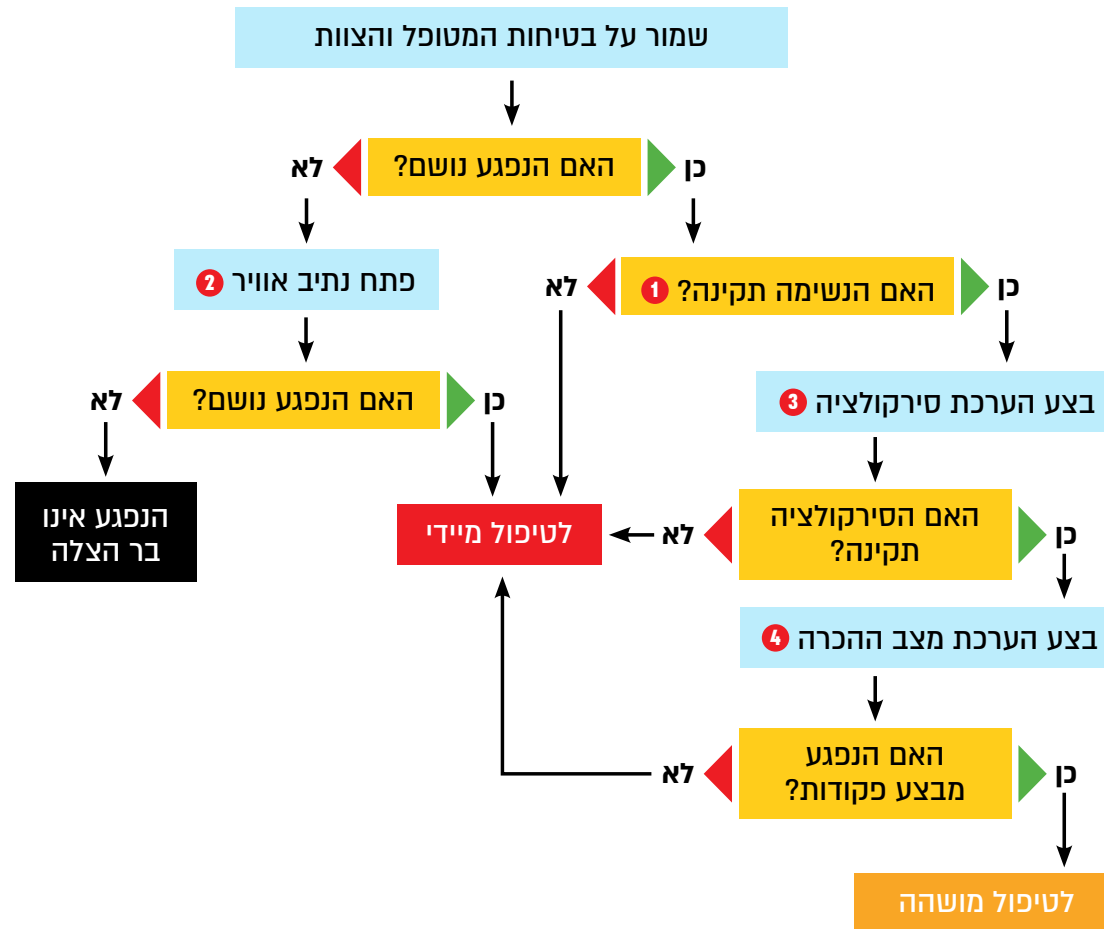 שמור על בטיחות המטופל והצוות
האם הנפגע נושם?
כן
לא
פתח נתיב אוויר 2
האם הנשימה תקינה? 1
כן
לא
האם הנפגע נושם?
כן
לא
בצע הערכת סירקולציה 3
הנפגע אינו
בר הצלה
לטיפול מיידי
האם הסירקולציה
תקינה?
כן
לא
בצע הערכת מצב ההכרה 4
האם הנפגע
מבצע פקודות?
כן
לא
לטיפול מושהה